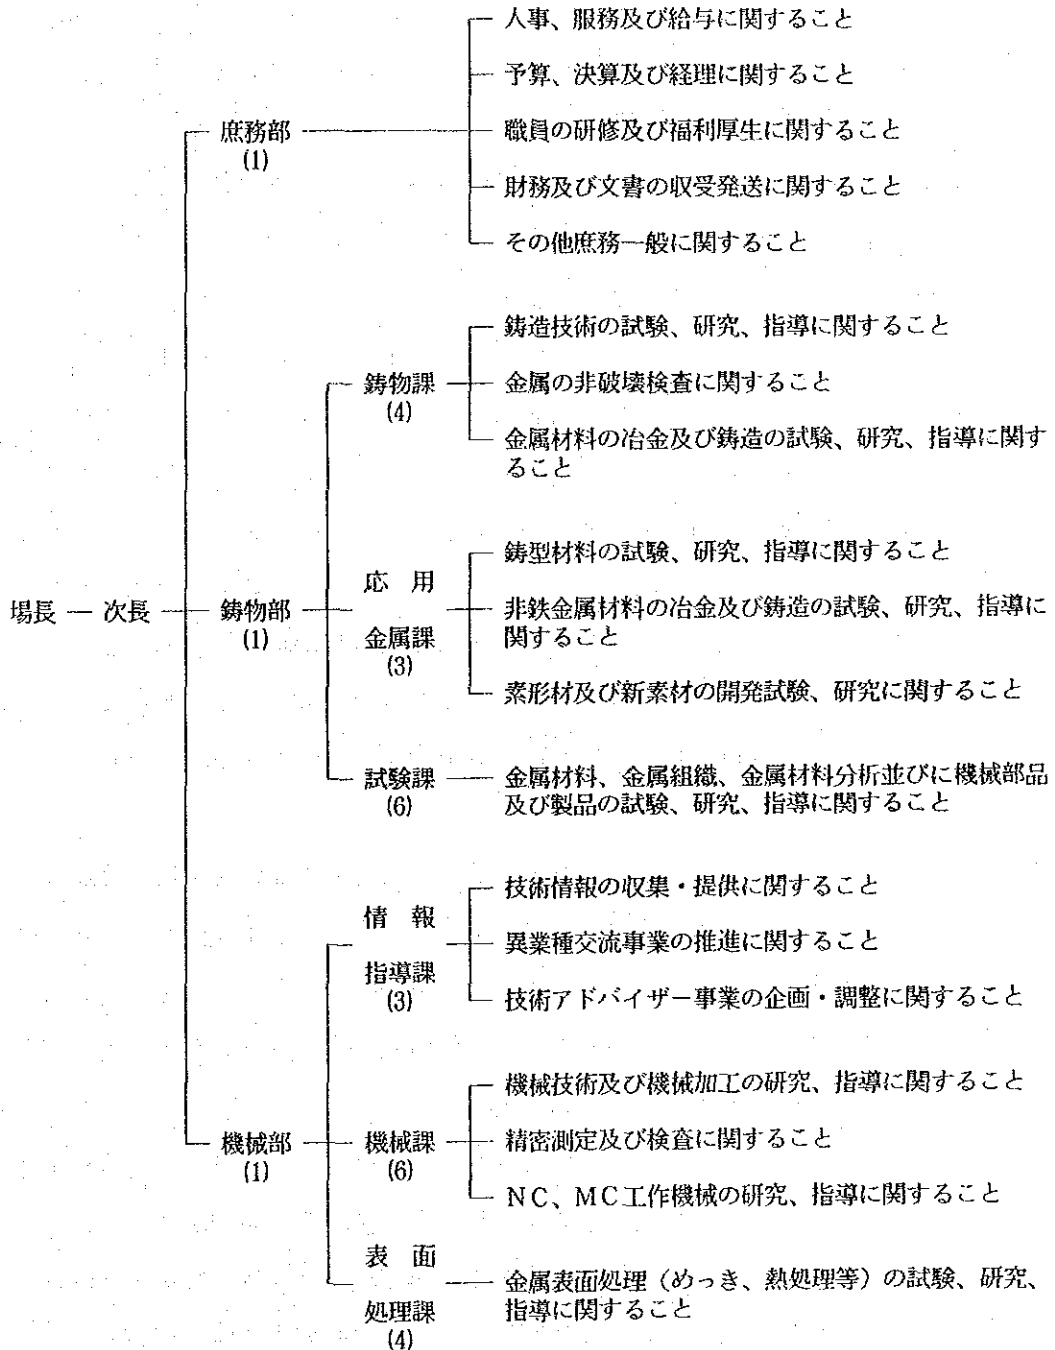 人事、服務及び給与に関すること
予算、決算及び経理に関すること
庶務部
(1)
職員の研修及び福利厚生に関すること
財務及び文書の収受発送に関すること
その他庶務一般に関すること
鋳造技術の試験、研究、指導に関すること
鋳物課
(4)
金属の非破壊検査に関すること
金属材料の冶金及び鋳造の試験、研究、指導に関す
ること
場長
次長
鋳物部
(1)
応 用
金属課
(3)
鋳型材料の試験、研究、指導に関すること
非鉄金属材料の冶金及び鋳造の試験、研究、指導に
関すること
素形材及び新素材の開発試験、研究に関すること
試験課
(6)
金属材料、金属組織、金属材料分析並びに機械部品
及び製品の試験、研究、指導に関すること
情 報
指導課
(3)
技術情報の収集・提供に関すること
異業種交流事業の推進に関すること
技術アドバイザー事業の企画・調整に関すること
機械部
(1)
機械課
(6)
機械技術及び機械加工の研究、指導に関すること
精密測定及び検査に関すること
NC、MC工作機械の研究、指導に関すること
表 面
処理課
(4)
金属表面処理（めっき、熱処理等）の試験、研究、
指導に関すること